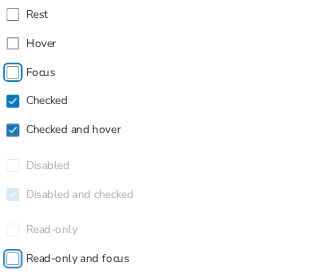 Rest
Hover
Focus
Checked
Checked and hover
Disabled
Disabled and checked
Read-only
Read-only and focus